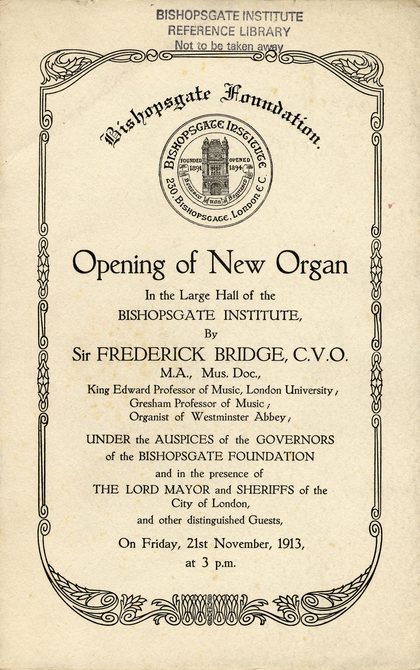 BISHOPSGATE INSTITUTE
REFERENCE LIBRARY
Not to be taken away
Bishopsgate Foundation.
BISHOPSGATE INSTITUTE
FOUNDED 1891
OPENED 1894
230, BISHOPSGATE, LONDON E.C.
Opening of New Organ
In the Large Hall of the
BISHOPSGATE INSTITUTE,
By
Sir FREDERICK BRIDGE, C.V.O.
M.A., Mus. Doc.,
King Edward Professor of Music, London University,
Gresham Professor of Music,
Organist of Westminster Abbey,
UNDER the AUSPICES of the GOVERNORS
of the BISHOPSGATE FOUNDATION
and in the presence of
THE LORD MAYOR and SHERIFFS of the
City of London,
and other distinguished Guests,
On Friday, 21st November, 1913,
at 3 p.m.